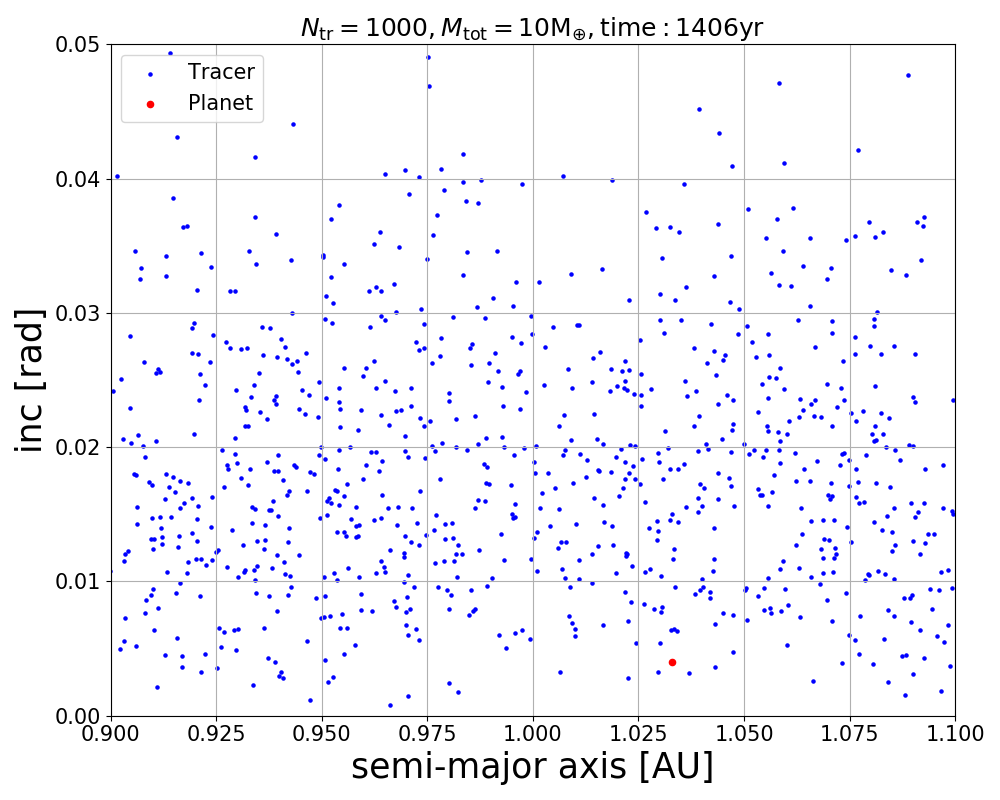 N_tr = 1000, M_tot = 10M_⊕, time : 1406yr
0.05
Tracer
Planet
0.04
0.03
0.02
0.01
0.00
inc [rad]
0.900 0.925 0.950 0.975 1.000 1.025 1.050 1.075 1.100
semi-major axis [AU]